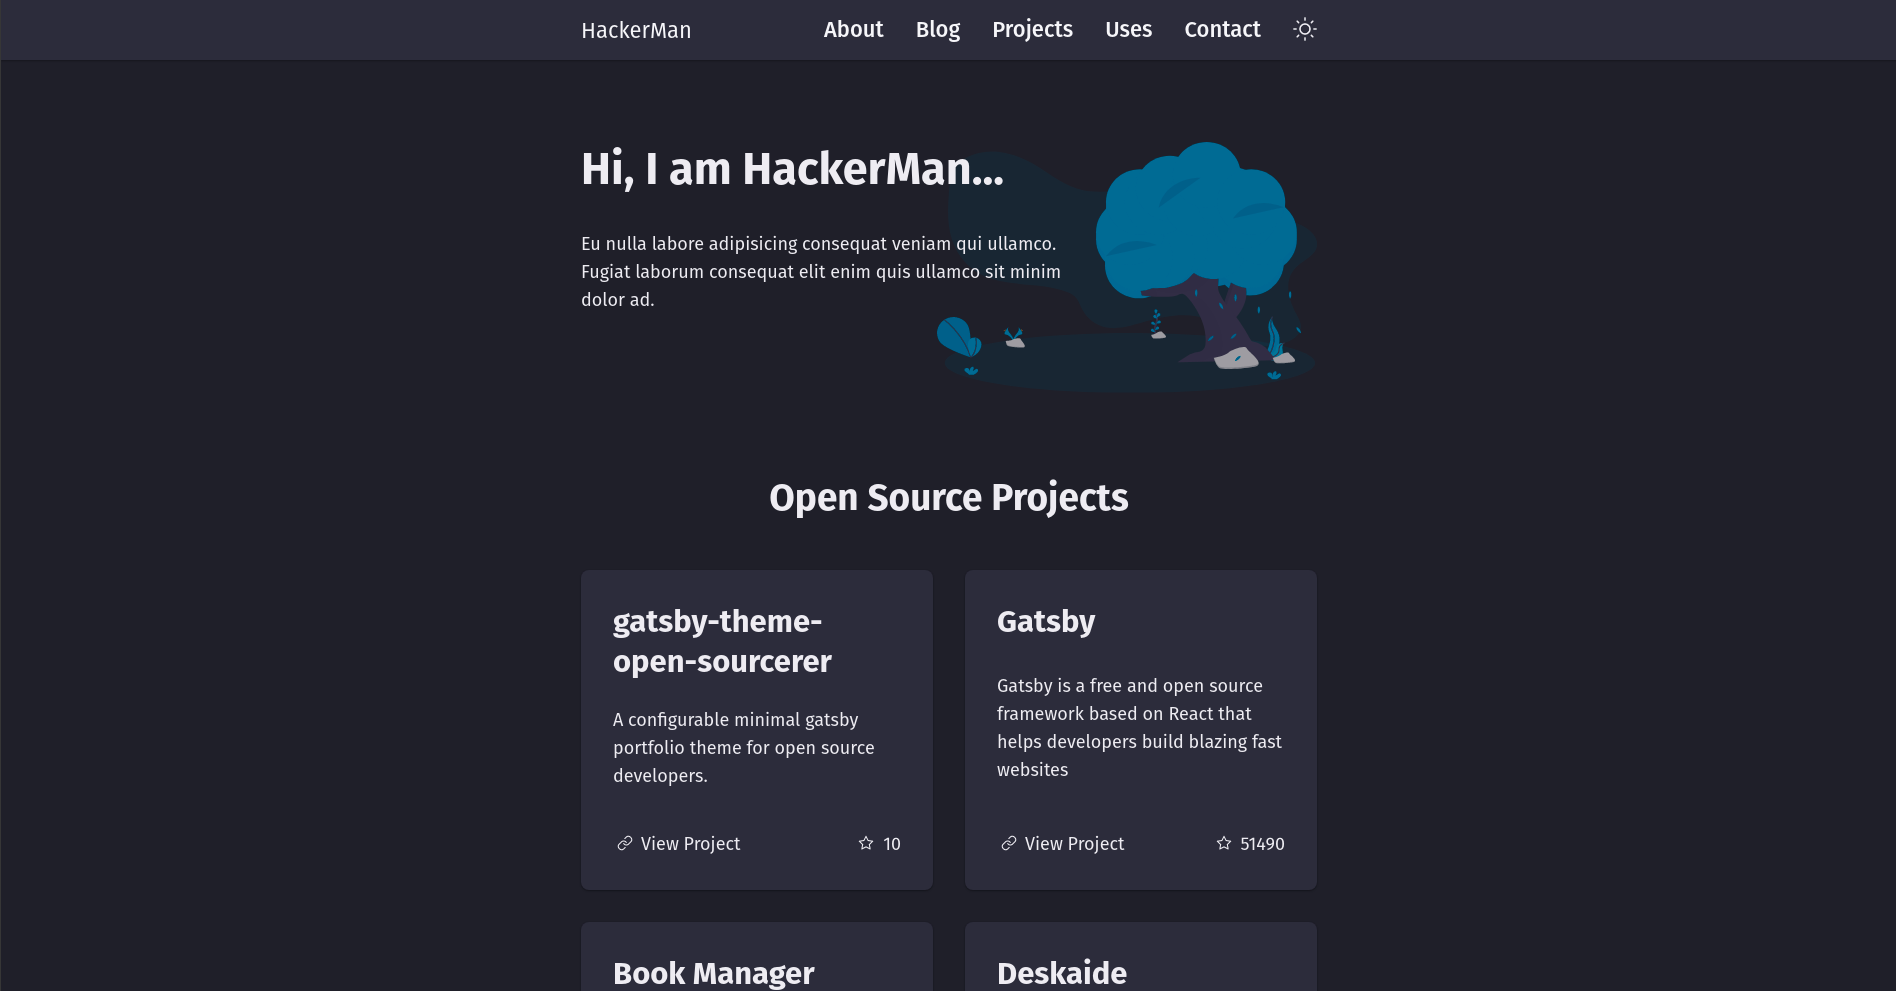 HackerMan
About Blog Projects Uses Contact
Hi, I am HackerMan...
Eu nulla labore adipisicing consequat veniam qui ullamco.
Fugiat laborum consequat elit enim quis ullamco sit minim
dolor ad.
Open Source Projects
gatsby-theme-
open-sourcerer
A configurable minimal gatsby
portfolio theme for open source
developers.
View Project 10
Gatsby
Gatsby is a free and open source
framework based on React that
helps developers build blazing fast
websites
View Project 51490
Book Manager
Deskaide